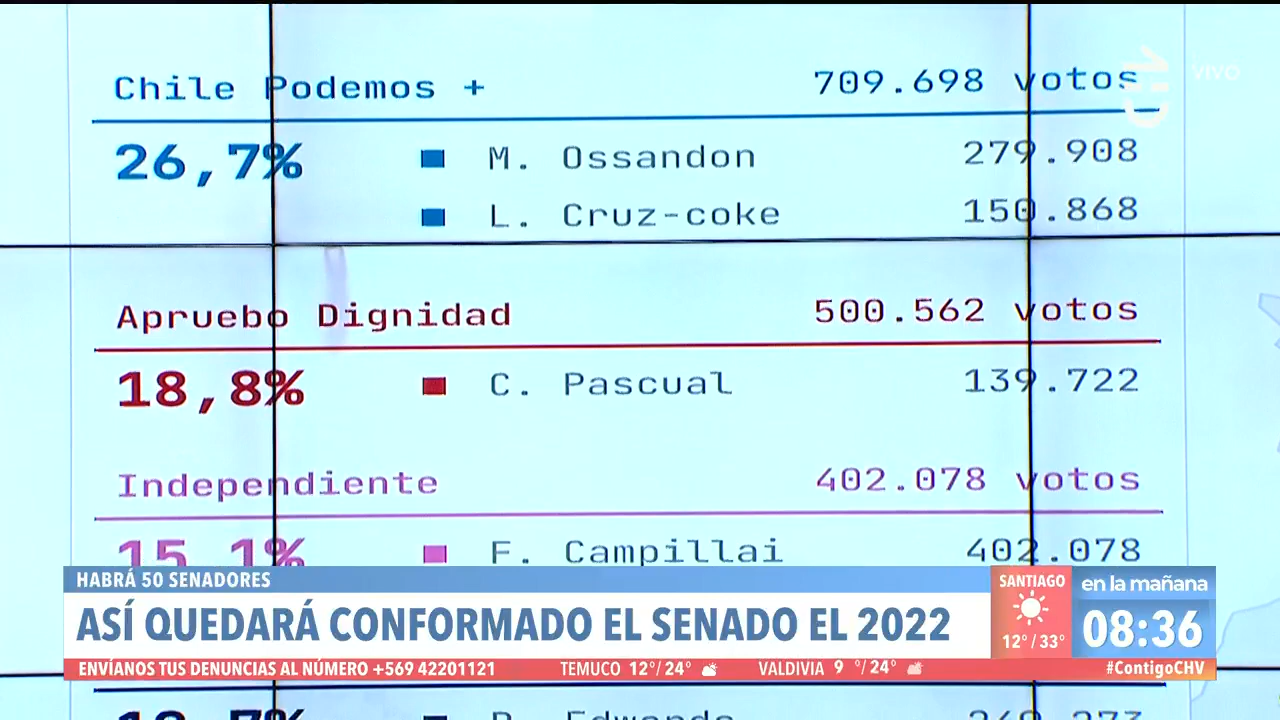 Chile Podemos + 709.698 votos
VIVO
26,7% M. Ossandon 279.908
L. Cruz-coke 150.868
Apruebo Dignidad 500.562 votos
18,8% C. Pascual 139.722
Independiente 402.078 votos
15,1% F. Campillai 402.078
HABRÁ 50 SENADORES
ASÍ QUEDARÁ CONFORMADO EL SENADO EL 2022
SANTIAGO
12°/33°
en la mañana
08:36
ENVÍANOS TUS DENUNCIAS AL NÚMERO +569 42201121 TEMUCO 12°/24° VALDIVIA 9 °/24° #ContigoCHV